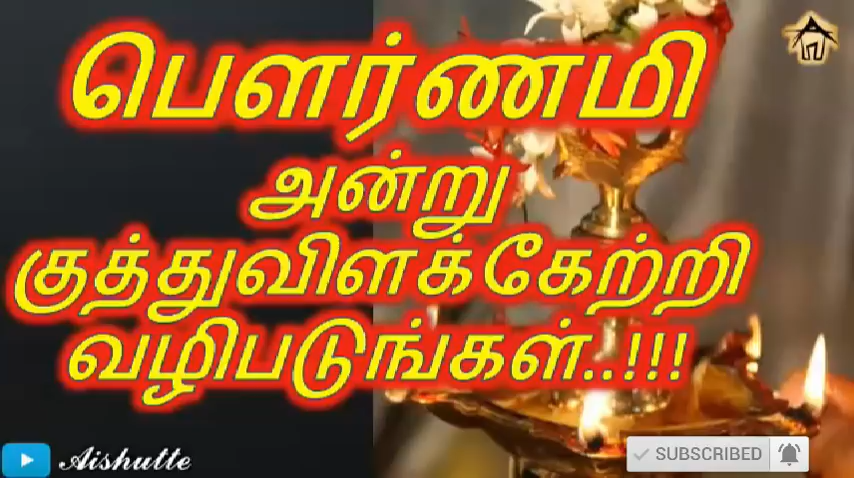 பௌர்ணமி
அன்று
குத்துவிளக்கேற்றி
வழிபடுங்கள்..!!!
Aishutte
SUBSCRIBED